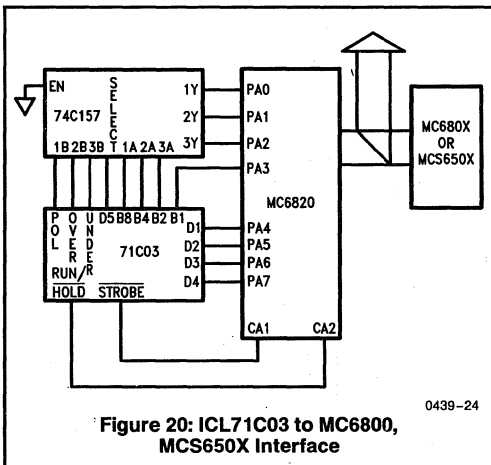 EN
SELECT
74C157
1Y
2Y
3Y
1B 2B 3B
1A 2A 3A
PA0
PA1
PA2
PA3
MC6820
MC680X
OR
MCS650X
POL
OVER
UNDER
D5 B8 B4 B2 B1
71C03
D1
D2
D3
D4
PA4
PA5
PA6
PA7
RUN/
HOLD
STROBE
CA1
CA2
0439-24
Figure 20: ICL71C03 to MC6800,
MCS650X Interface